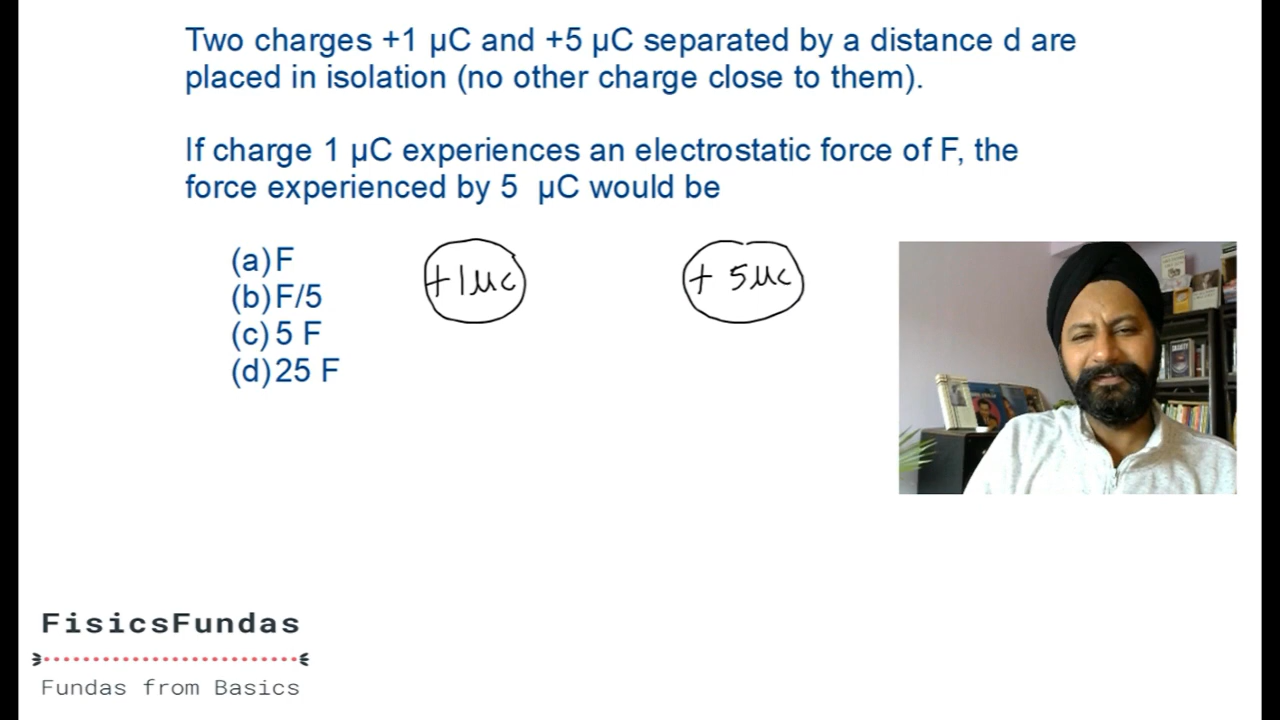 Two charges +1 µC and +5 µC separated by a distance d are
placed in isolation (no other charge close to them).
If charge 1 µC experiences an electrostatic force of F, the
force experienced by 5  µC would be
(a) F
(b) F/5
(c) 5 F
(d) 25 F
+1µc
+ 5µc
FisicsFundas
Fundas from Basics